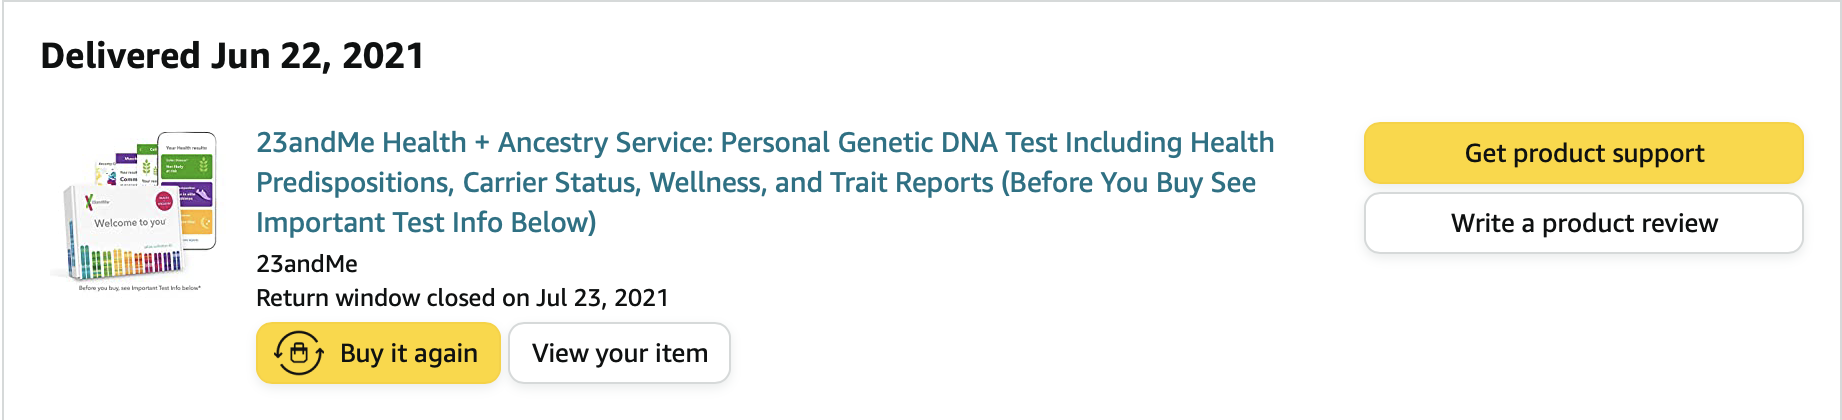 Delivered Jun 22, 2021
23andMe Health + Ancestry Service: Personal Genetic DNA Test Including Health
Predispositions, Carrier Status, Wellness, and Trait Reports (Before You Buy See
Important Test Info Below)
23andMe
Return window closed on Jul 23, 2021
Buy it again
View your item
Get product support
Write a product review
Your Health results
Welcome to you
Before you buy, see Important Test Info below*